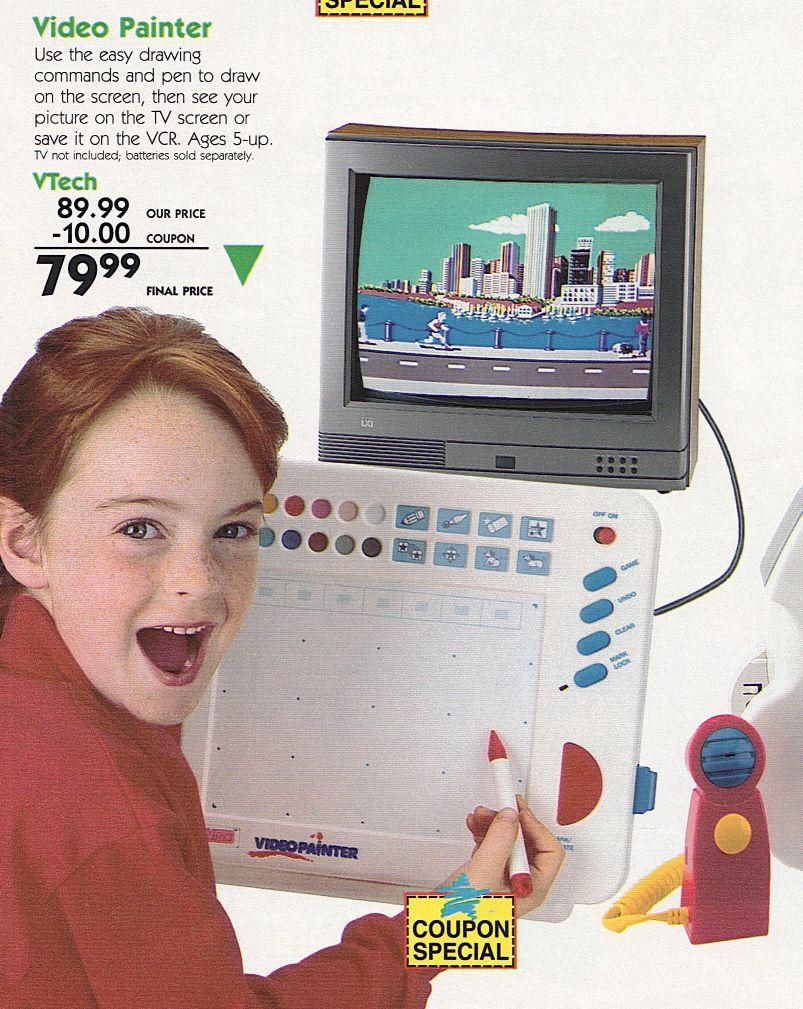 SPECIAL
Video Painter
Use the easy drawing
commands and pen to draw
on the screen, then see your
picture on the TV screen or
save it on the VCR. Ages 5-up.
TV not included; batteries sold separately.
VTech
89.99 OUR PRICE
-10.00 COUPON
79⁹⁹ FINAL PRICE
LXI
OFF ON
GAME
UNDO
CLEAR
MARK
LOCK
VIDEO PAINTER
COUPON
SPECIAL